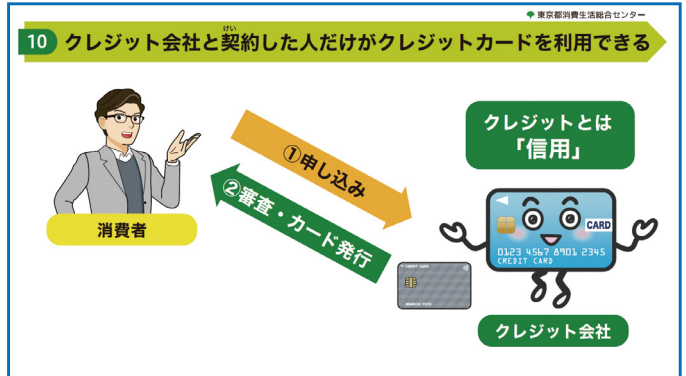 東京都消費生活総合センター
10 クレジット会社と契約した人だけがクレジットカードを利用できる
けい
クレジットとは
「信用」
①申し込み
②審査・カード発行
消費者
CARD
0123 4567 8901 2345
CREDIT CARD
CREDIT CARD
クレジット会社